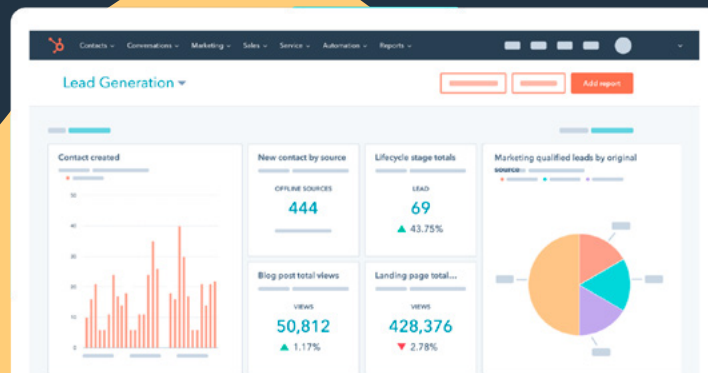 Contacts Conversations Marketing Sales Service Automation Reports
Lead Generation
Add report
Contact created
50
40
30
20
10
0
New contact by source
OFFLINE SOURCES
444
Lifecycle stage totals
LEAD
69
43.75%
Marketing qualified leads by original
source
Blog post total views
VIEWS
50,812
1.17%
Landing page total...
VIEWS
428,376
2.78%